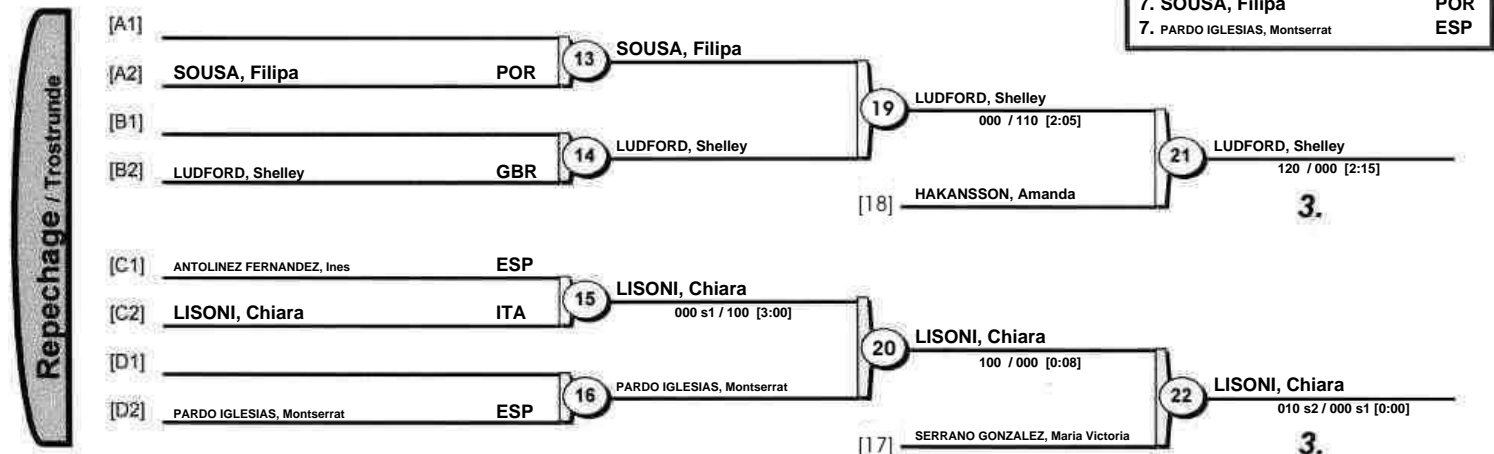 7. SOUSA, Filipa POR
7. PARDO IGLESIAS, Montserrat ESP
Repechage / Trostrunde
[A1]
[A2] SOUSA, Filipa POR
13 SOUSA, Filipa
[B1]
[B2] LUDFORD, Shelley GBR
14 LUDFORD, Shelley
19 LUDFORD, Shelley
000 / 110 [2:05]
[18] HAKANSSON, Amanda
21 LUDFORD, Shelley
120 / 000 [2:15]
3.
[C1] ANTOLINEZ FERNANDEZ, Ines ESP
[C2] LISONI, Chiara ITA
15 LISONI, Chiara
000 s1 / 100 [3:00]
[D1]
[D2] PARDO IGLESIAS, Montserrat ESP
16 PARDO IGLESIAS, Montserrat
20 LISONI, Chiara
100 / 000 [0:08]
[17] SERRANO GONZALEZ, Maria Victoria
22 LISONI, Chiara
010 s2 / 000 s1 [0:00]
3.